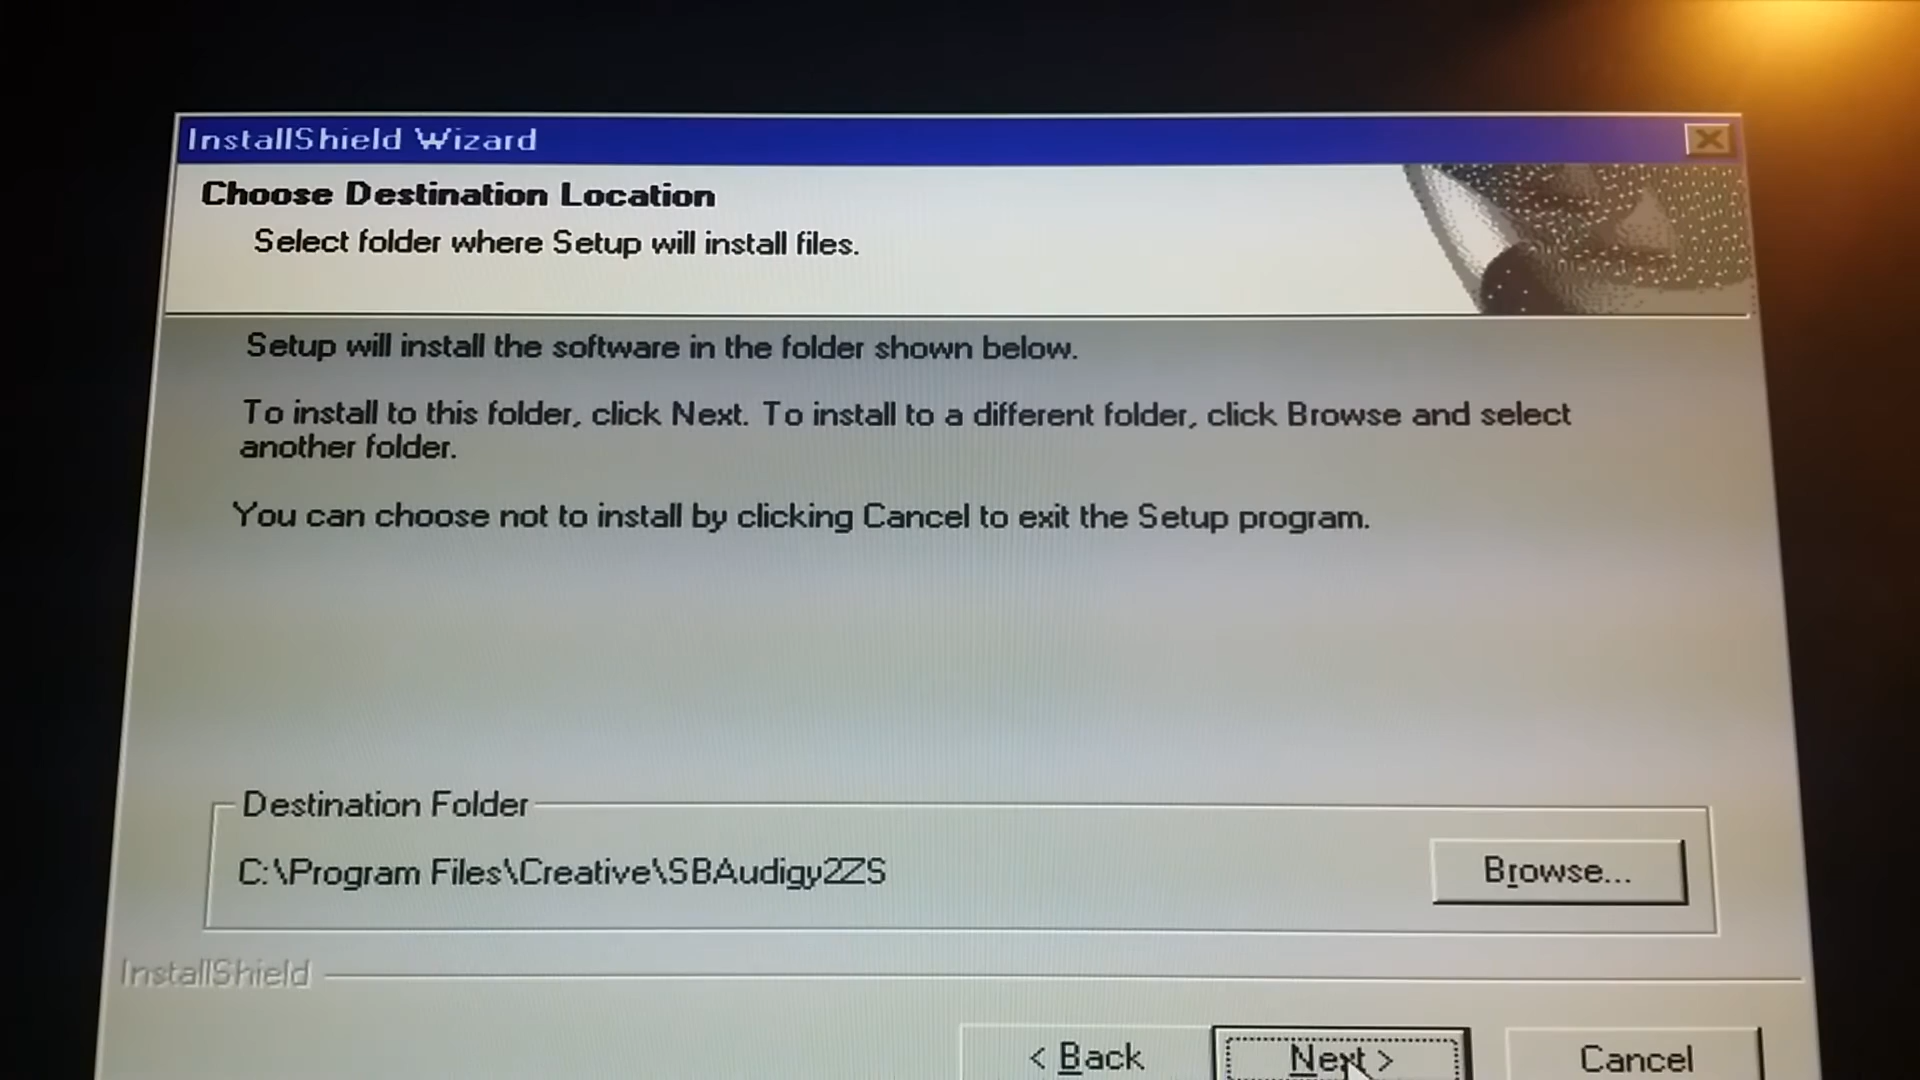 InstallShield Wizard
Choose Destination Location
Select folder where Setup will install files.
Setup will install the software in the folder shown below.
To install to this folder, click Next. To install to a different folder, click Browse and select
another folder.
You can choose not to install by clicking Cancel to exit the Setup program.
Destination Folder
C:\Program Files\Creative\SBAudigy2ZS
Browse...
InstallShield
< Back
Next >
Cancel